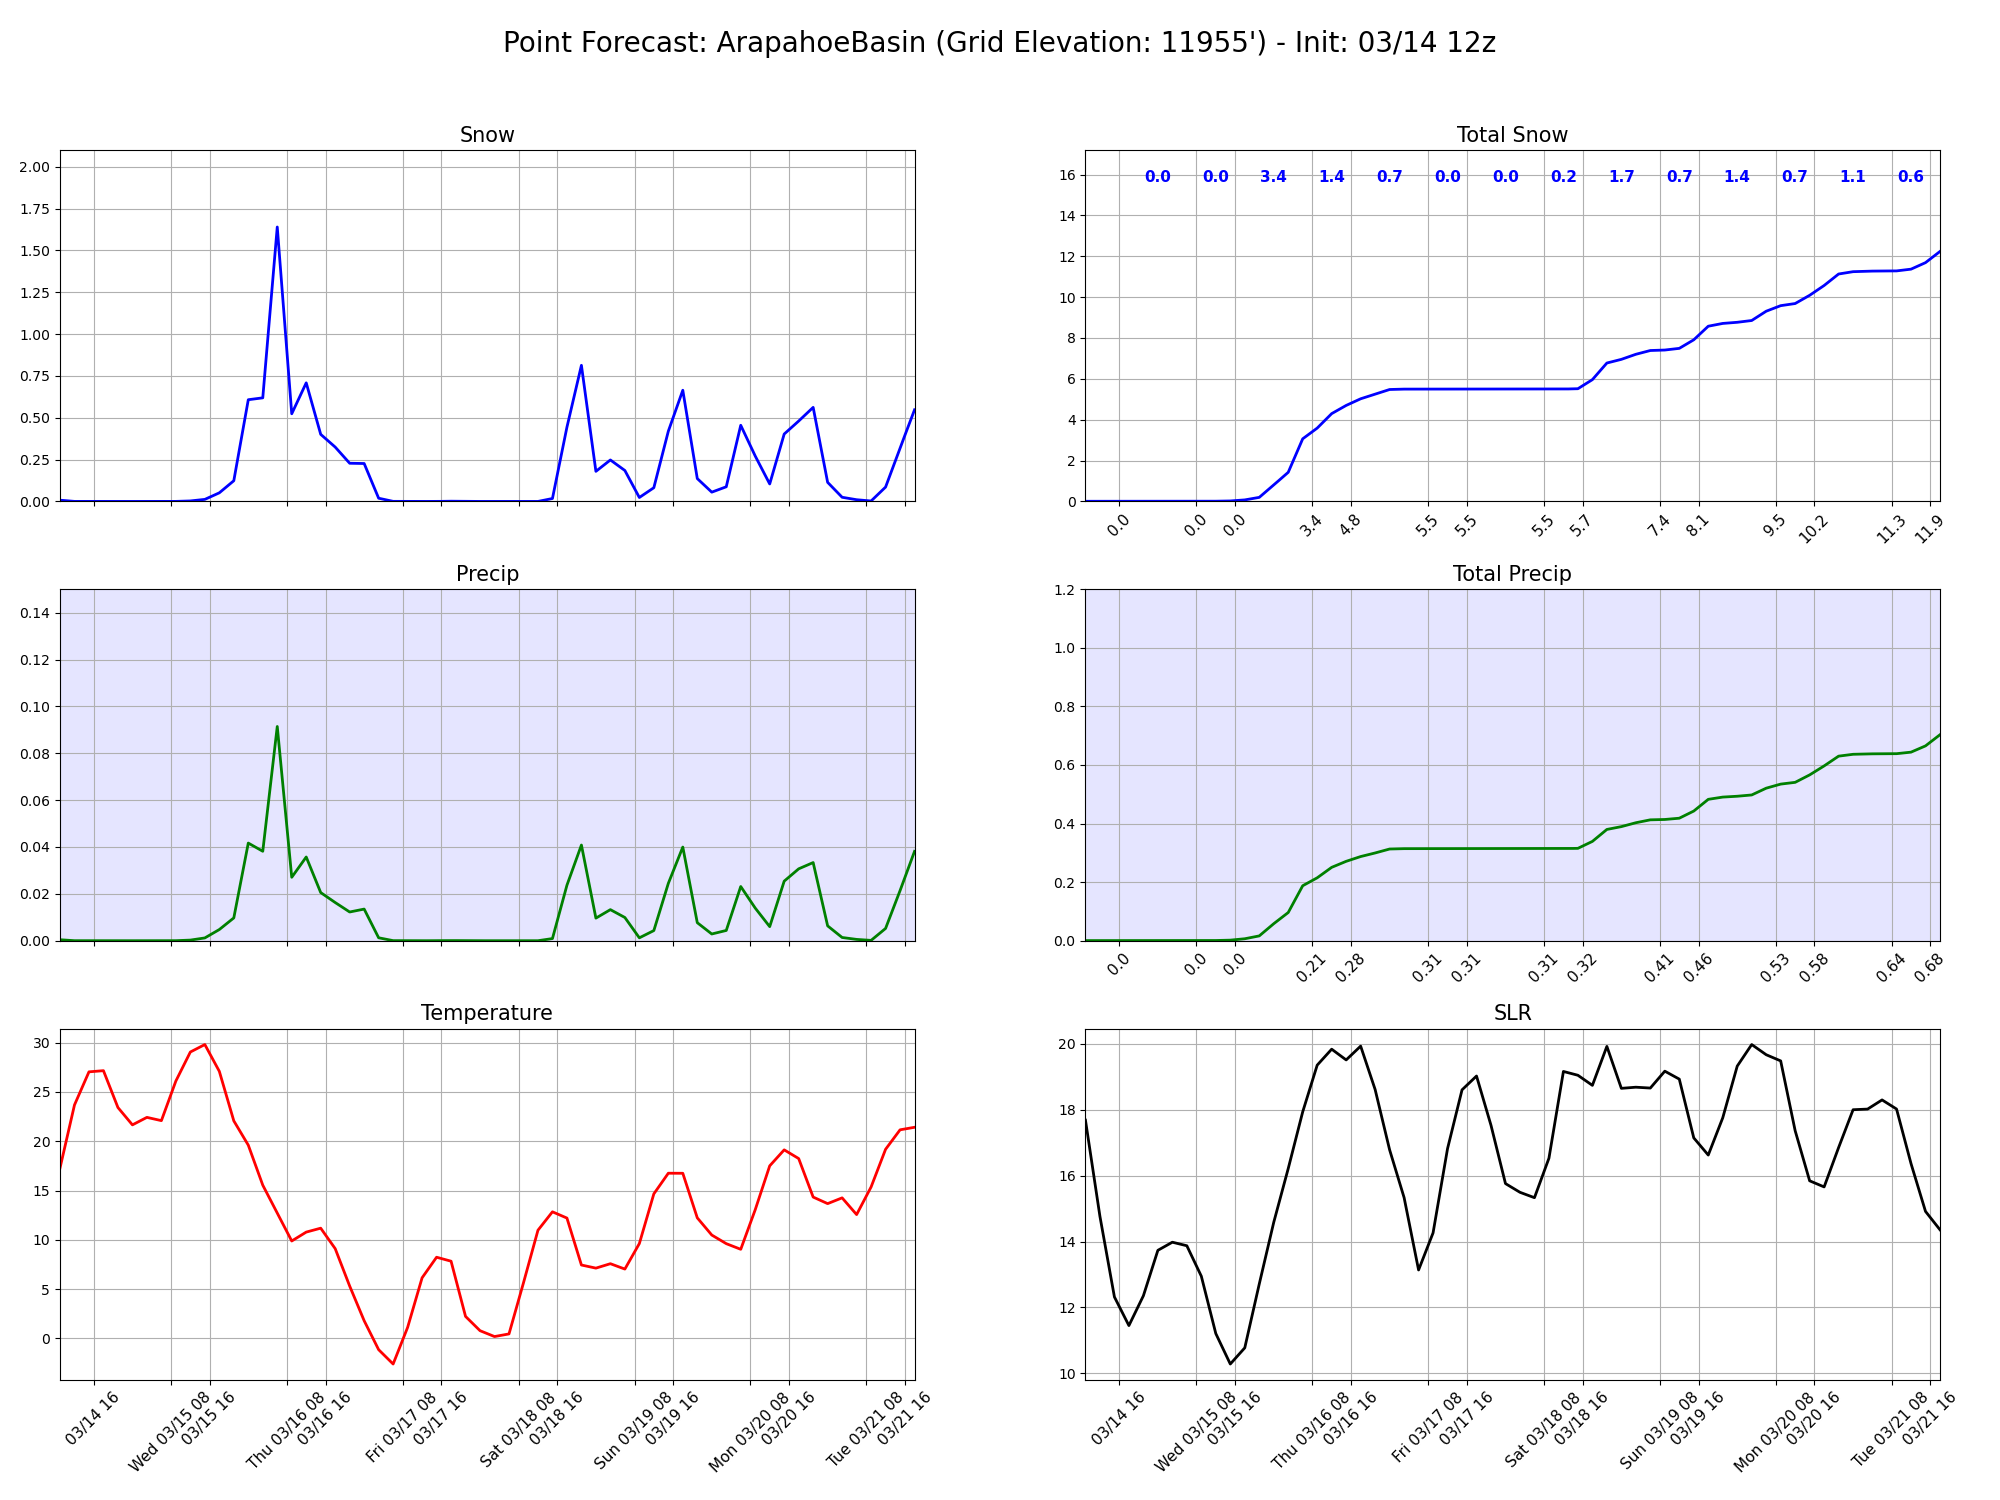 Point Forecast: ArapahoeBasin (Grid Elevation: 11955') - Init: 03/14 12z
Snow
2.00
1.75
1.50
1.25
1.00
0.75
0.50
0.25
0.00
Total Snow
0.0 0.0 3.4 1.4 0.7 0.0 0.0 0.2 1.7 0.7 1.4 0.7 1.1 0.6
16
14
12
10
8
6
4
2
0
0.0 0.0 0.0 3.4 4.8 5.5 5.5 5.5 5.7 7.4 8.1 9.5 10.2 11.3 11.9
Precip
0.14
0.12
0.10
0.08
0.06
0.04
0.02
0.00
Total Precip
1.2
1.0
0.8
0.6
0.4
0.2
0.0
0.0 0.0 0.0 0.21 0.28 0.31 0.31 0.31 0.32 0.41 0.46 0.53 0.58 0.64 0.68
Temperature
30
25
20
15
10
5
0
03/14 16
Wed 03/15 08
03/15 16
Thu 03/16 08
03/16 16
Fri 03/17 08
03/17 16
Sat 03/18 08
03/18 16
Sun 03/19 08
03/19 16
Mon 03/20 08
03/20 16
Tue 03/21 08
03/21 16
SLR
20
18
16
14
12
10
03/14 16
Wed 03/15 08
03/15 16
Thu 03/16 08
03/16 16
Fri 03/17 08
03/17 16
Sat 03/18 08
03/18 16
Sun 03/19 08
03/19 16
Mon 03/20 08
03/20 16
Tue 03/21 08
03/21 16